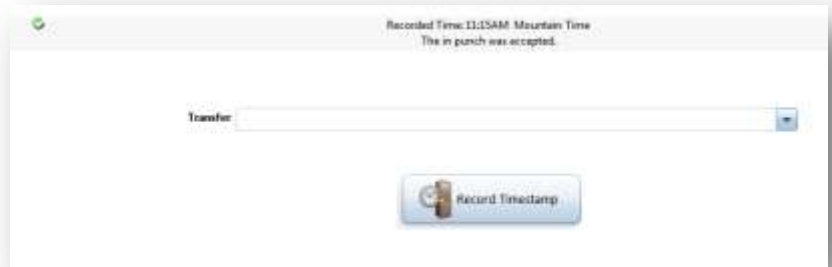 Recorded Time: 11:15AM Mountain Time
The in punch was accepted.
Transfer
Record Timestamp